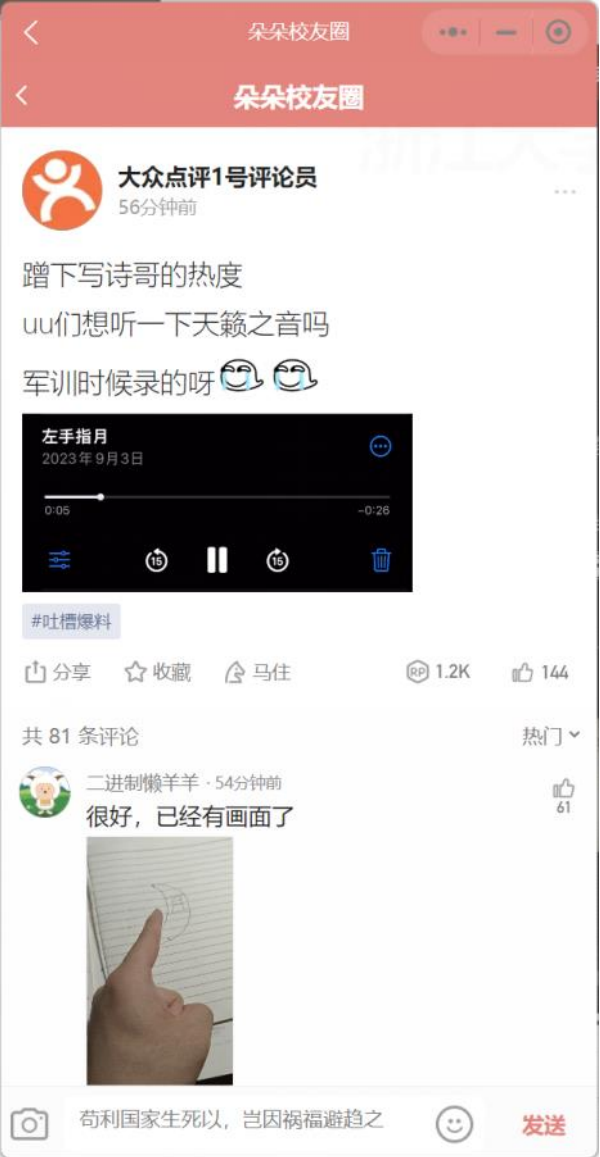 朵朵校友圈
朵朵校友圈
浙江大学
大众点评1号评论员
56分钟前
蹭下写诗哥的热度
uu们想听一下天籁之音吗
军训时候录的呀
左手指月
2023年9月3日
0:05
-0:26
15
15
#吐槽爆料
分享
收藏
马住
RP 1.2K
144
共 81 条评论
热门
二进制懒羊羊 · 54分钟前
61
很好，已经有画面了
月
苟利国家生死以，岂因祸福避趋之
发送